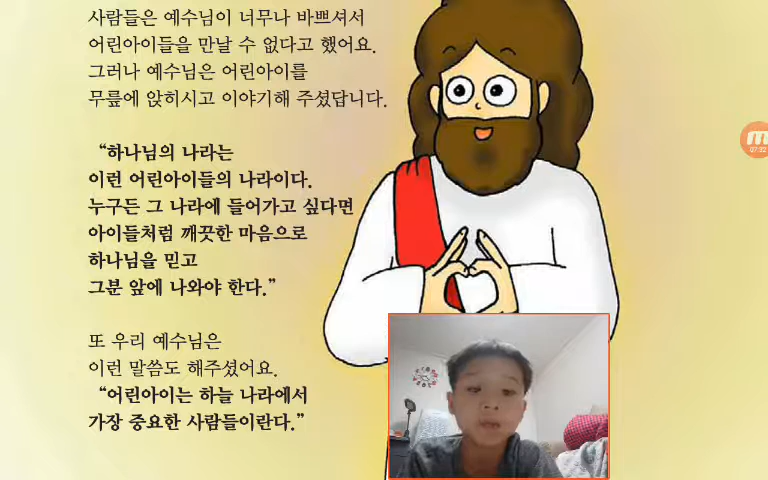 사람들은 예수님이 너무나 바쁘셔서
어린아이들을 만날 수 없다고 했어요.
그러나 예수님은 어린아이를
무릎에 앉히시고 이야기해 주셨답니다.
“하나님의 나라는
이런 어린아이들의 나라이다.
누구든 그 나라에 들어가고 싶다면
아이들처럼 깨끗한 마음으로
하나님을 믿고
그분 앞에 나와야 한다.”
또 우리 예수님은
이런 말씀도 해주셨어요.
“어린아이는 하늘 나라에서
가장 중요한 사람들이란다.”
07:32